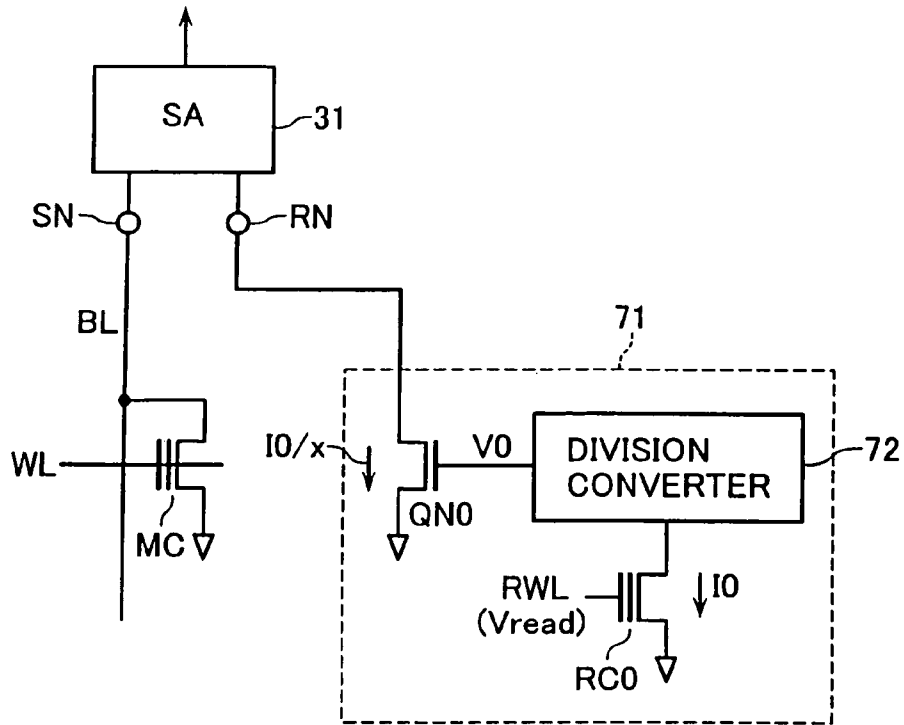 SA
31
SN
RN
BL
71
I0/x
V0
DIVISION
CONVERTER
72
WL
QN0
MC
RWL
(Vread)
I0
RC0